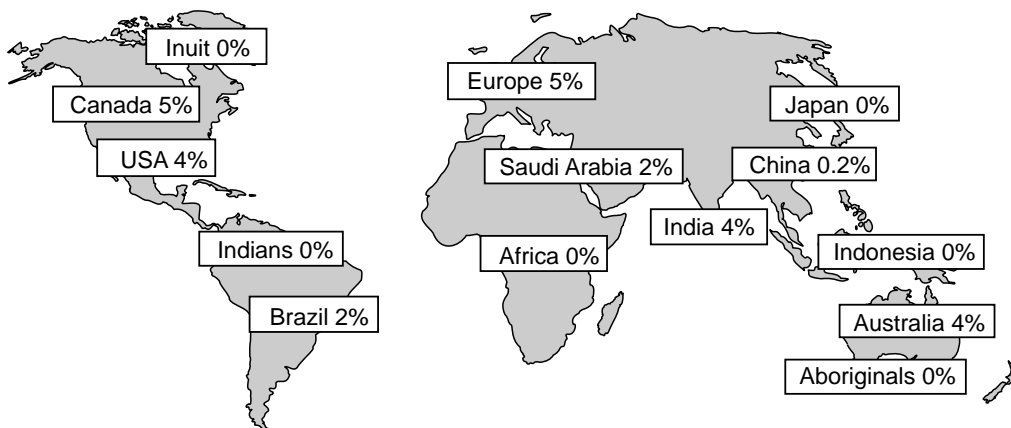 Inuit 0%
Europe 5%
Canada 5%
Japan 0%
USA 4%
Saudi Arabia 2%
China 0.2%
India 4%
Indians 0%
Africa 0%
Indonesia 0%
Brazil 2%
Australia 4%
Aboriginals 0%